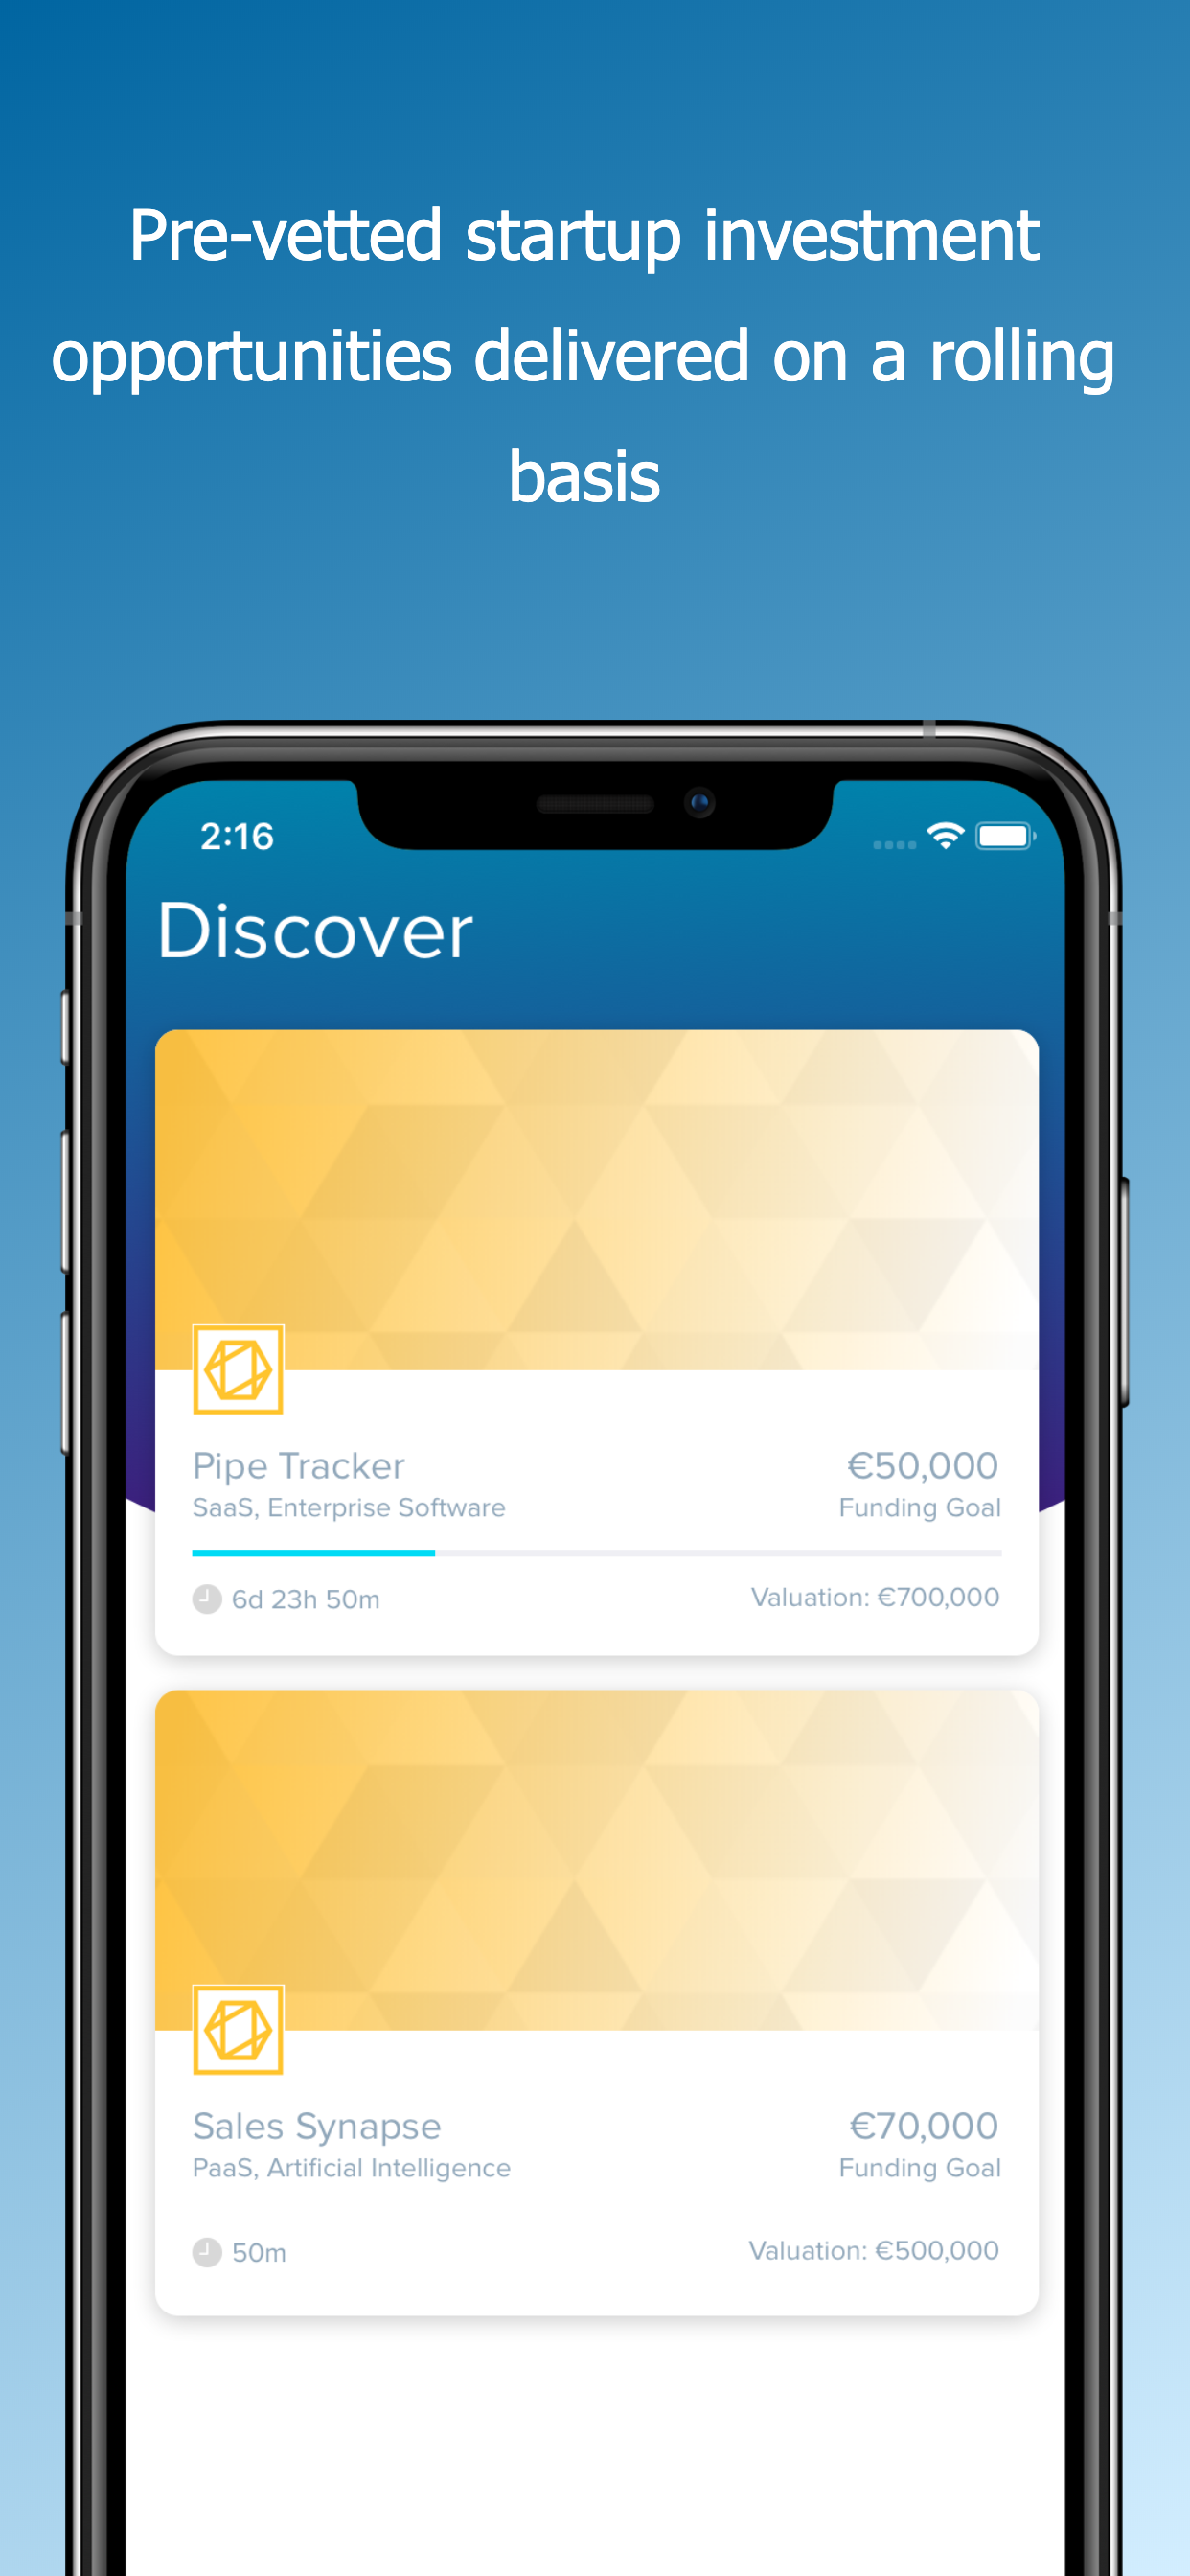 Pre-vetted startup investment
opportunities delivered on a rolling
basis
2:16
Discover
Pipe Tracker
€50,000
SaaS, Enterprise Software
Funding Goal
6d 23h 50m
Valuation: €700,000
Sales Synapse
€70,000
PaaS, Artificial Intelligence
Funding Goal
50m
Valuation: €500,000